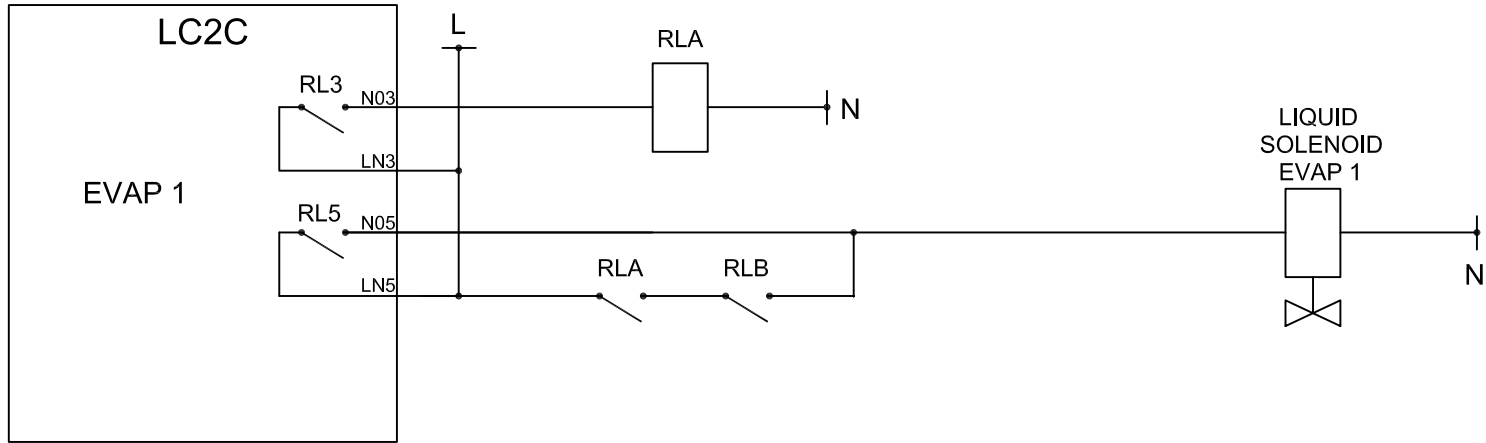 LC2C
L
RLA
RL3
N03
N
LIQUID
SOLENOID
EVAP 1
LN3
EVAP 1
RL5
N05
RLA
RLB
N
LN5